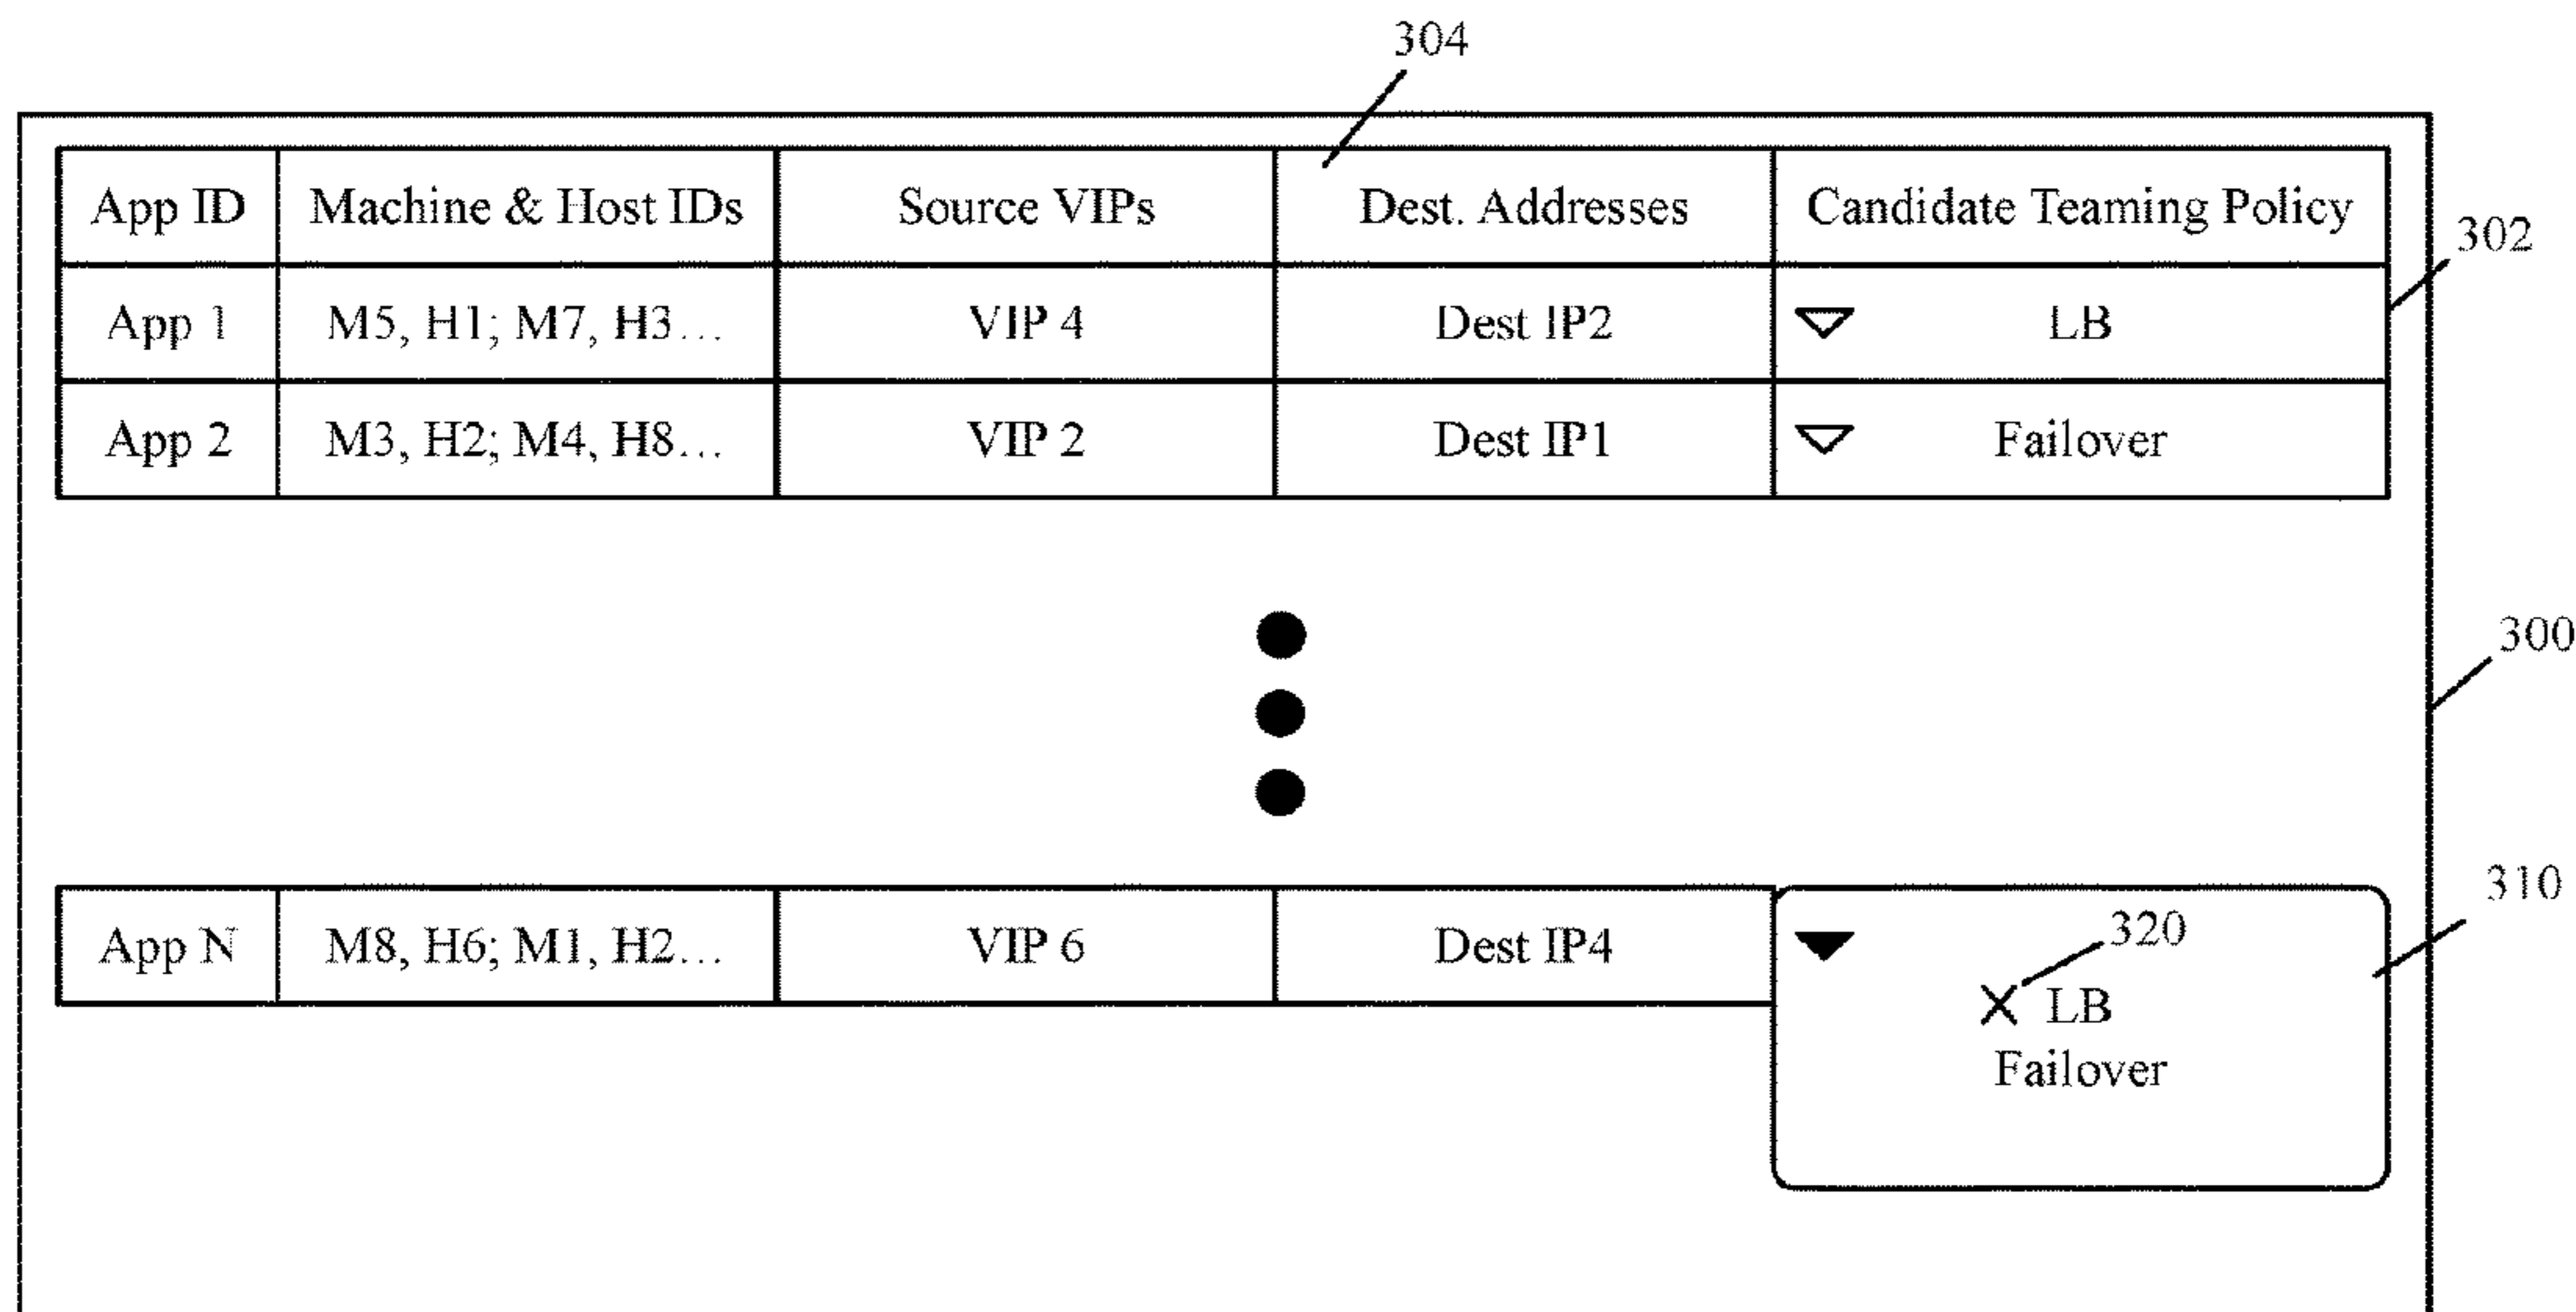 304
App ID Machine & Host IDs Source VIPs Dest. Addresses Candidate Teaming Policy
302
App 1 M5, H1; M7, H3... VIP 4 Dest IP2 LB
App 2 M3, H2; M4, H8... VIP 2 Dest IP1 Failover
300
310
App N M8, H6; M1, H2... VIP 6 Dest IP4 320
X LB
Failover